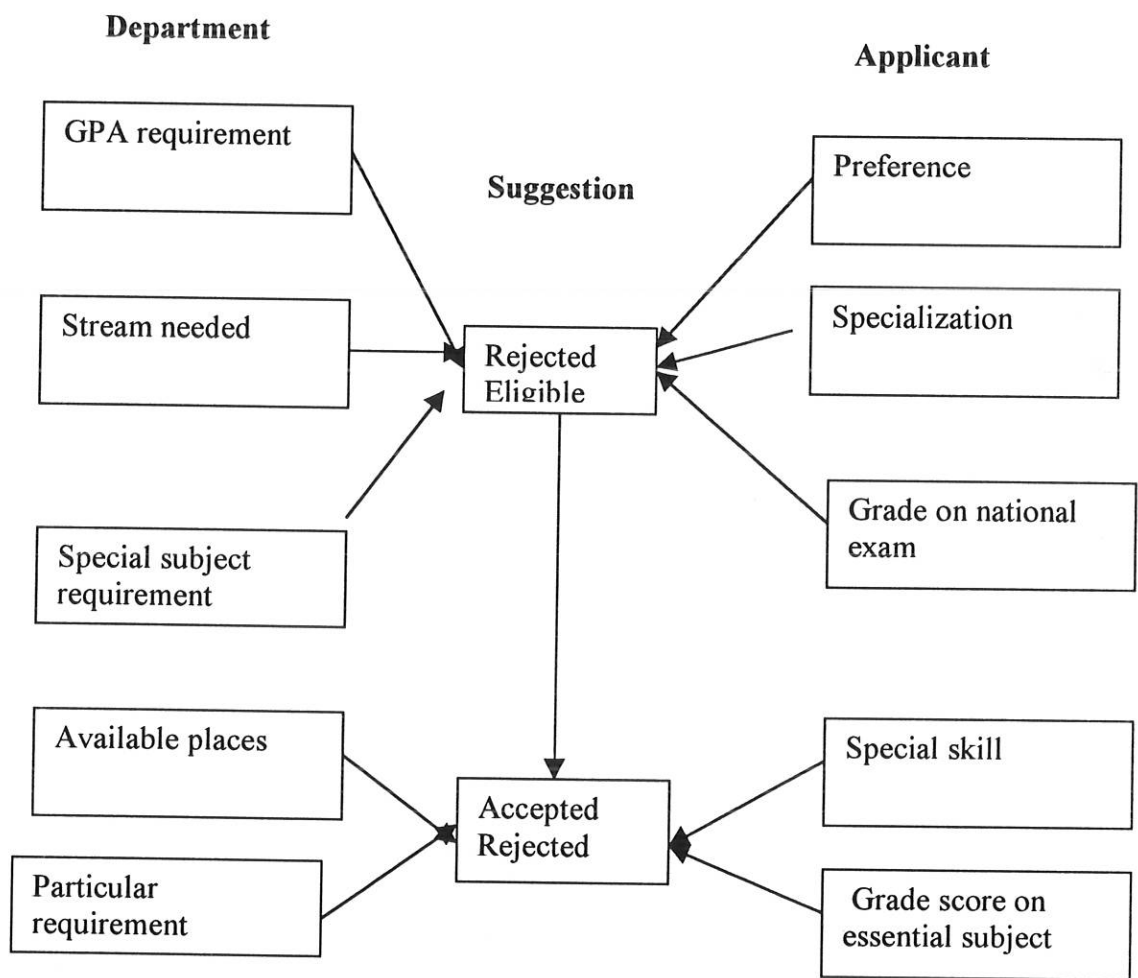 Department
Applicant
GPA requirement
Preference
Suggestion
Stream needed
Specialization
Rejected
Eligible
Special subject
requirement
Grade on national
exam
Available places
Special skill
Accepted
Rejected
Particular
requirement
Grade score on
essential subject